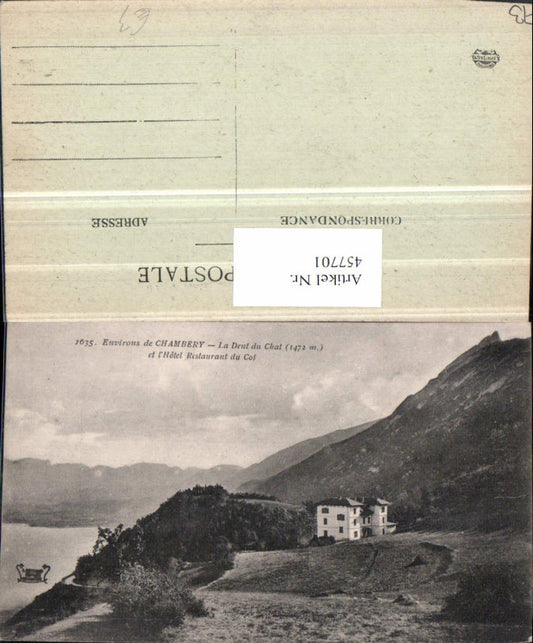 ADRESSE
CORRESPONDANCE
POSTALE
Artikel Nr.
457701
1635. Environs de CHAMBERY — La Dent du Chat (1472 m.)
et l'Hôtel Restaurant du Col